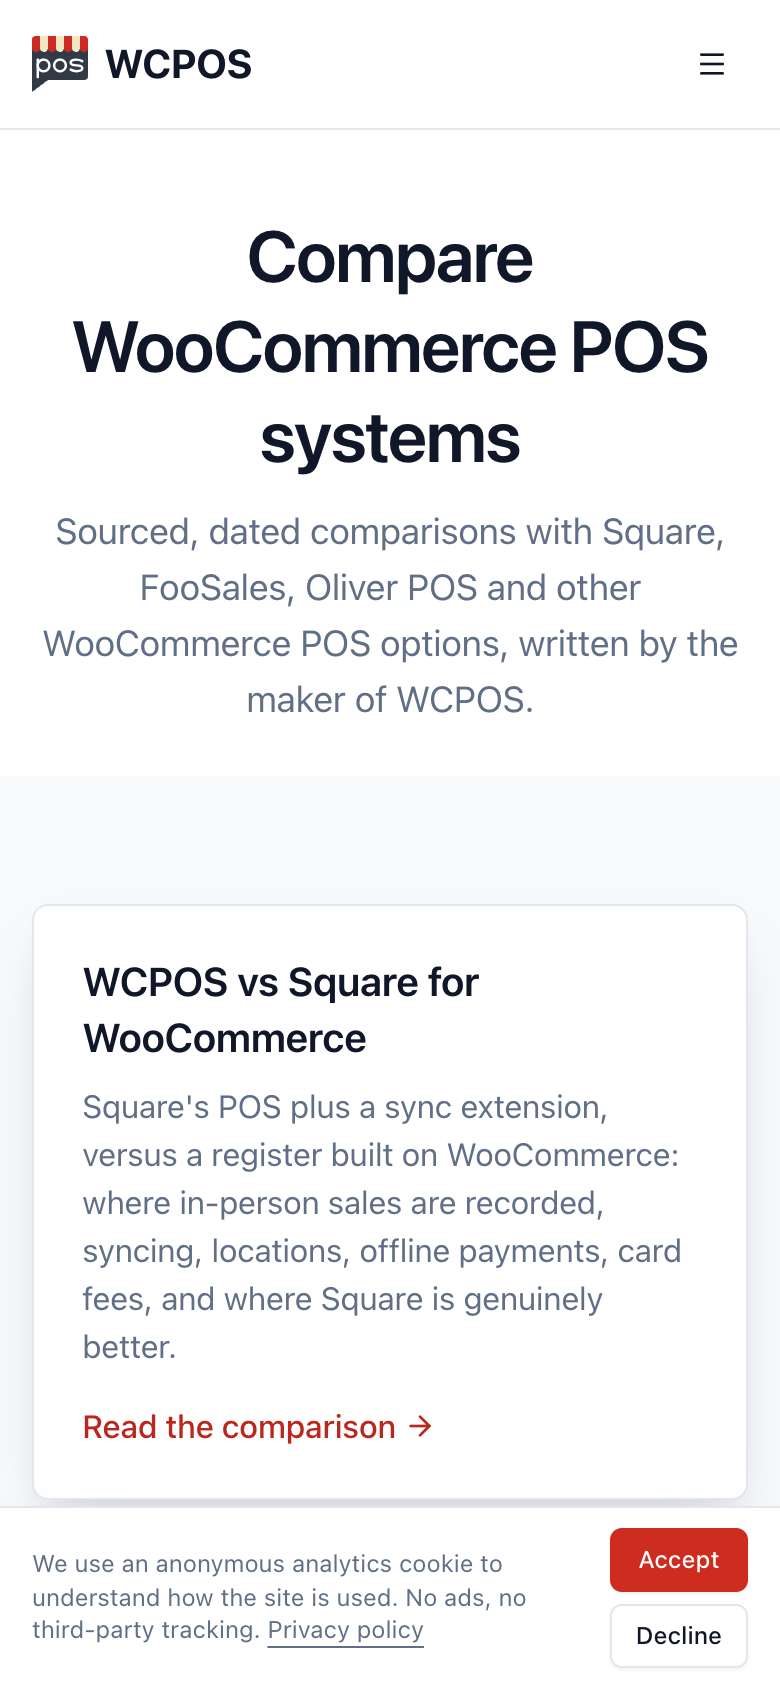 pos WCPOS
Compare
WooCommerce POS
systems
Sourced, dated comparisons with Square,
FooSales, Oliver POS and other
WooCommerce POS options, written by the
maker of WCPOS.
WCPOS vs Square for
WooCommerce
Square's POS plus a sync extension,
versus a register built on WooCommerce:
where in-person sales are recorded,
syncing, locations, offline payments, card
fees, and where Square is genuinely
better.
Read the comparison →
We use an anonymous analytics cookie to
understand how the site is used. No ads, no
third-party tracking. Privacy policy
Accept
Decline